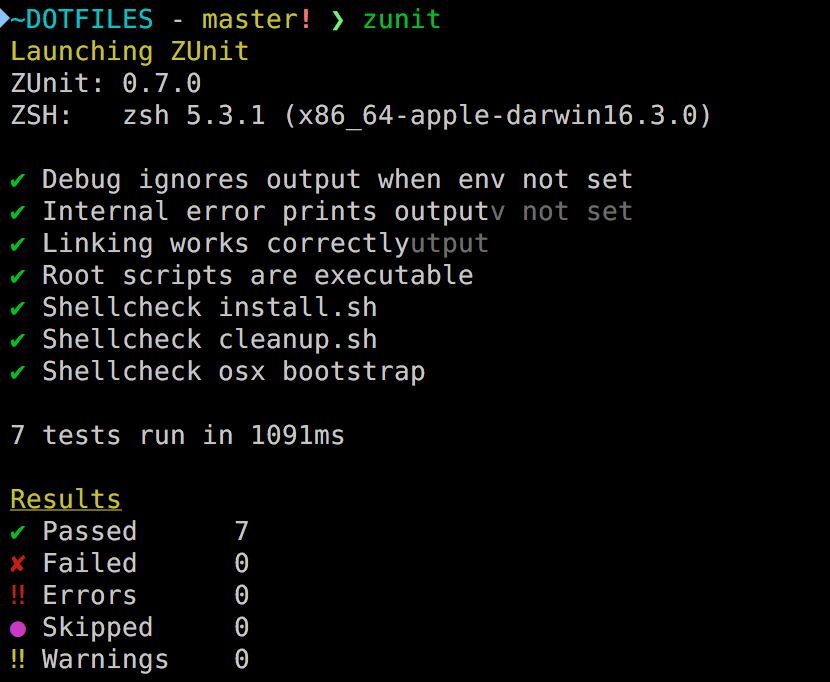 ~DOTFILES - master! ❯ zunit
Launching ZUnit
ZUnit: 0.7.0
ZSH:   zsh 5.3.1 (x86_64-apple-darwin16.3.0)
✔ Debug ignores output when env not set
✔ Internal error prints outputv not set
✔ Linking works correctlyutput
✔ Root scripts are executable
✔ Shellcheck install.sh
✔ Shellcheck cleanup.sh
✔ Shellcheck osx bootstrap
7 tests run in 1091ms
Results
✔ Passed      7
✘ Failed      0
‼ Errors      0
● Skipped     0
‼ Warnings    0